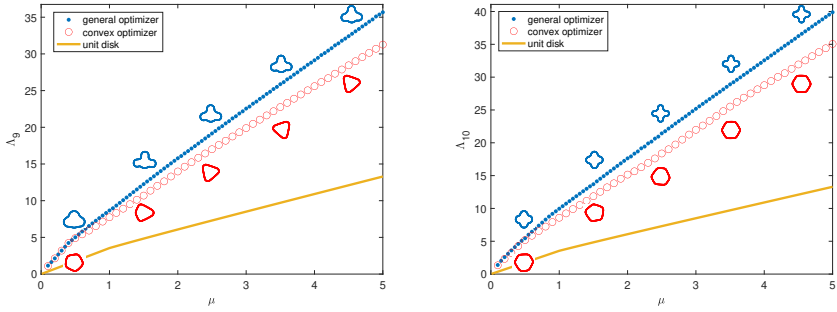 general optimizer
convex optimizer
unit disk
35
30
25
20
15
10
5
0
Λ9
0 1 2 3 4 5
μ
general optimizer
convex optimizer
unit disk
40
35
30
25
20
15
10
5
0
Λ10
0 1 2 3 4 5
μ